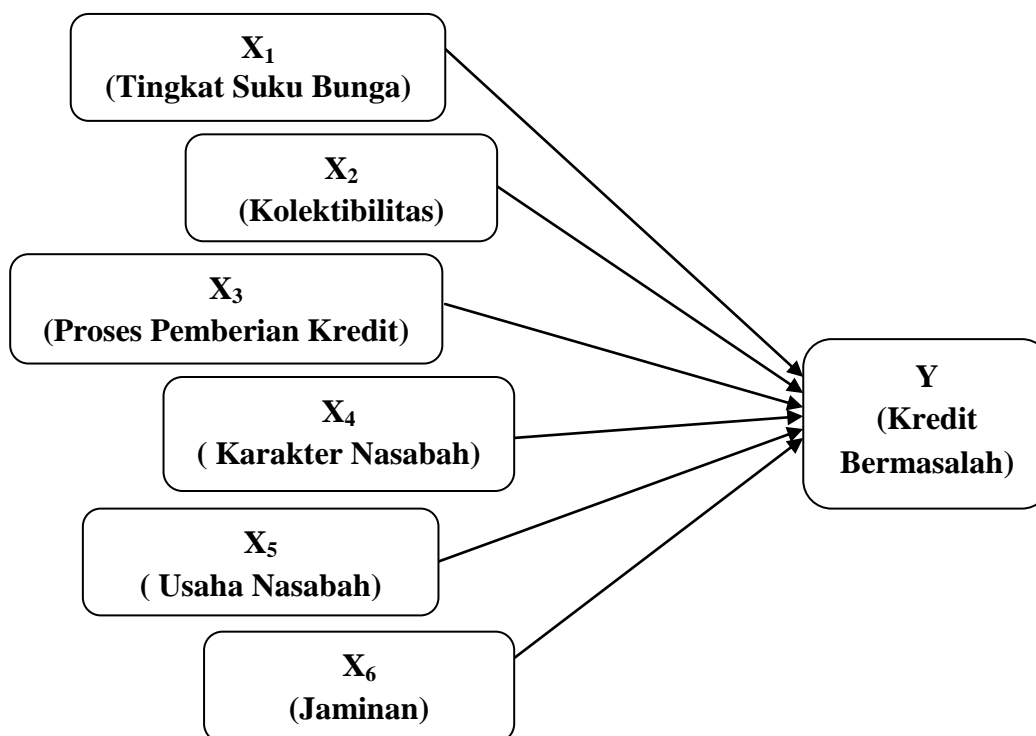 X₁
(Tingkat Suku Bunga)
X₂
(Kolektibilitas)
X₃
(Proses Pemberian Kredit)
X₄
( Karakter Nasabah)
X₅
( Usaha Nasabah)
X₆
(Jaminan)
Y
(Kredit
Bermasalah)